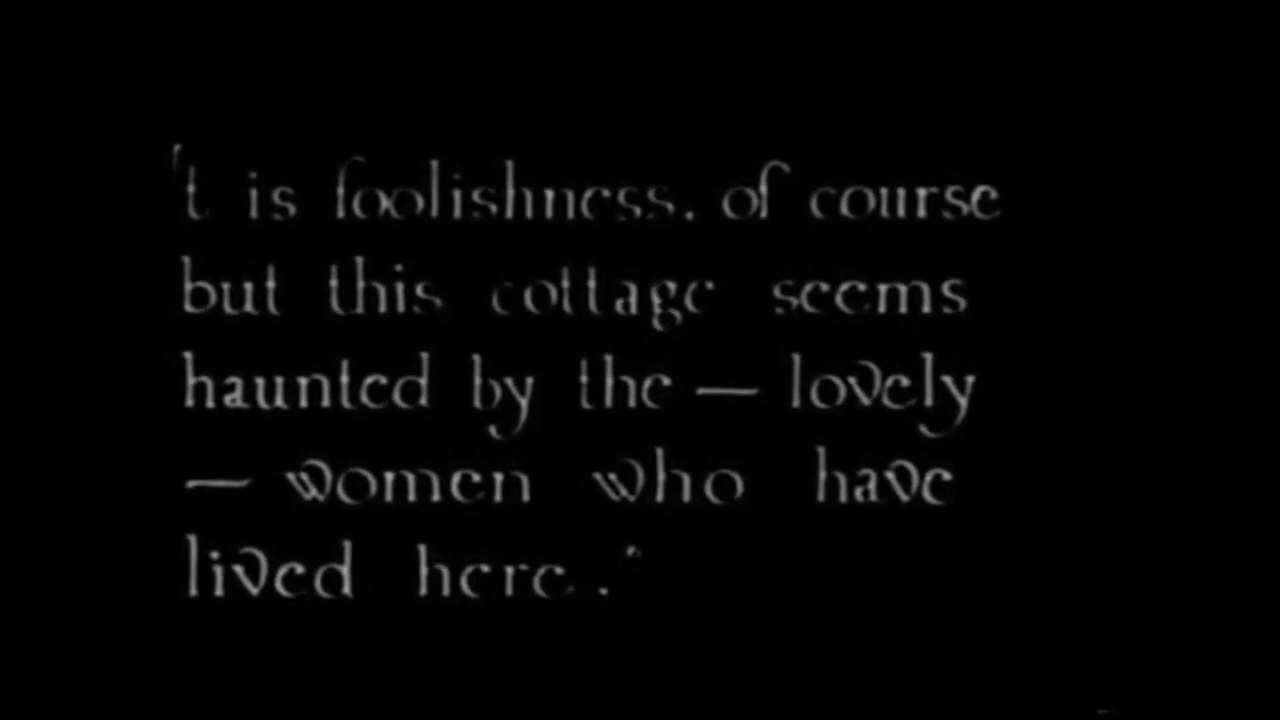 't is foolishness. of course
but this cottage seems
haunted by the — lovely
— women who have
lived here.."